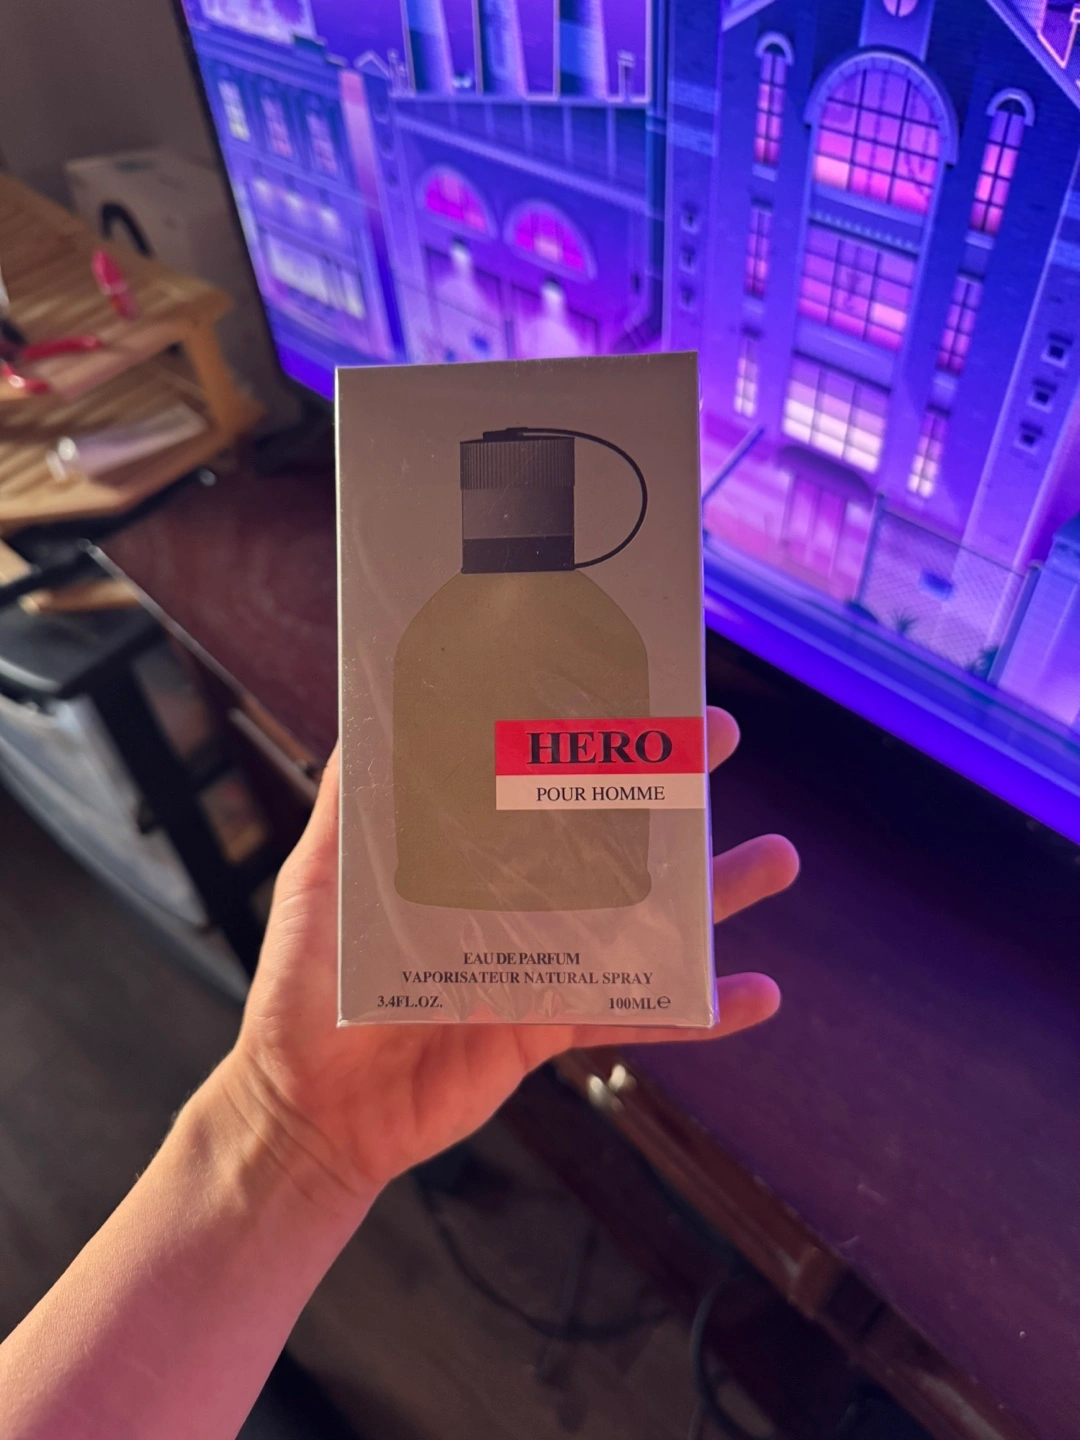 HERO
POUR HOMME
EAU DE PARFUM
VAPORISATEUR NATURAL SPRAY
3.4FL.OZ. 100ML℮